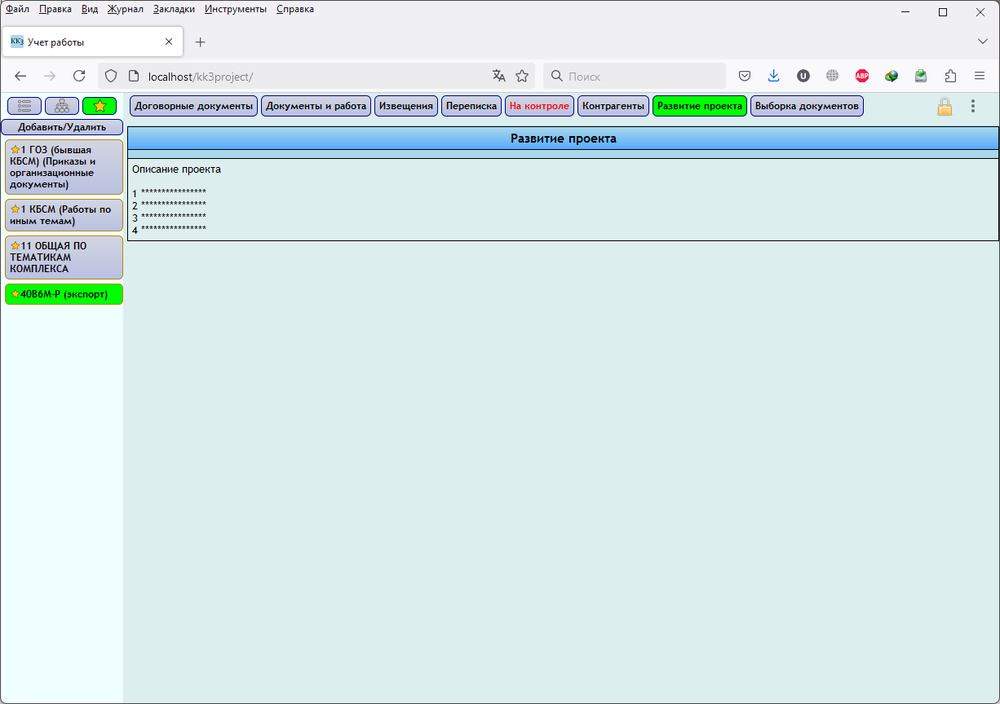 Файл Правка Вид Журнал Закладки Инструменты Справка
KK3 Учет работы
localhost/kk3project/
Поиск
U
ABP
Договорные документы Документы и работа Извещения Переписка На контроле Контрагенты Развитие проекта Выборка документов
Добавить/Удалить
1 ГОЗ (бывшая
КБСМ) (Приказы и
организационные
документы)
1 КБСМ (Работы по
иным темам)
11 ОБЩАЯ ПО
ТЕМАТИКАМ
КОМПЛЕКСА
40В6М-Р (экспорт)
Развитие проекта
Описание проекта
1 ****************
2 ****************
3 ****************
4 ****************